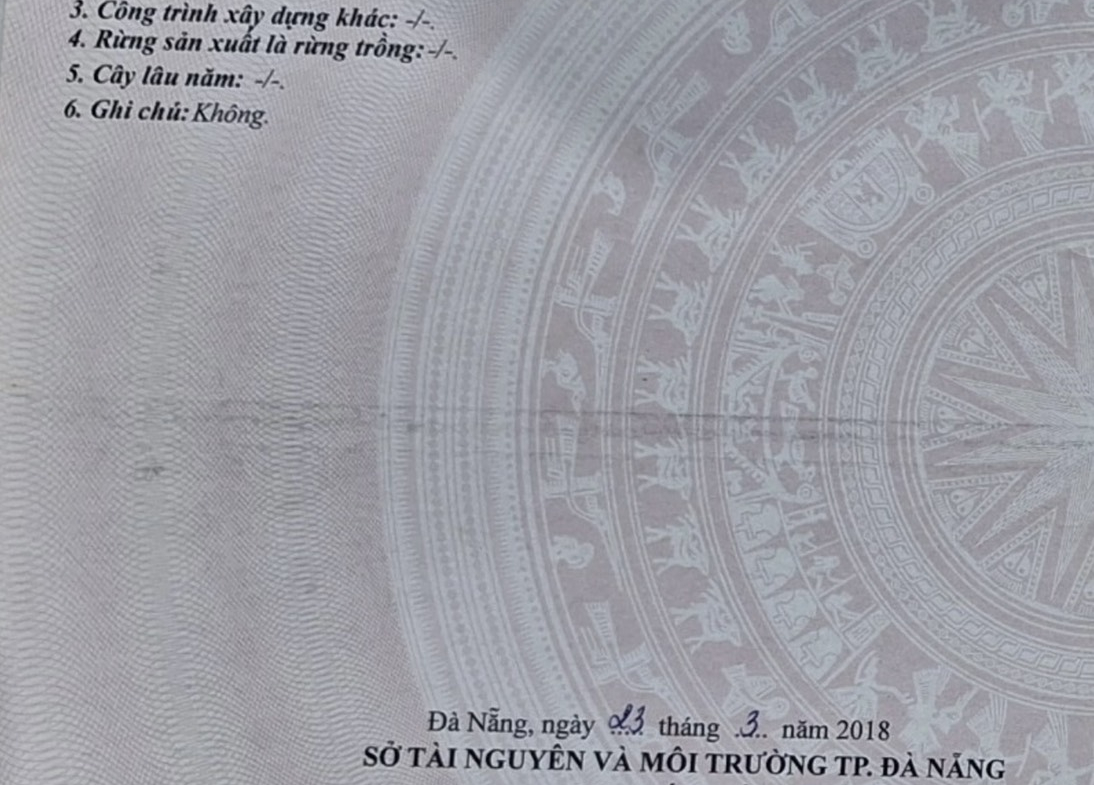 3. Công trình xây dựng khác: -/-.
4. Rừng sản xuất là rừng trồng: -/-.
5. Cây lâu năm: -/-.
6. Ghi chú: Không.
Đà Nẵng, ngày 23 tháng 3 năm 2018
SỞ TÀI NGUYÊN VÀ MÔI TRƯỜNG TP. ĐÀ NẴNG